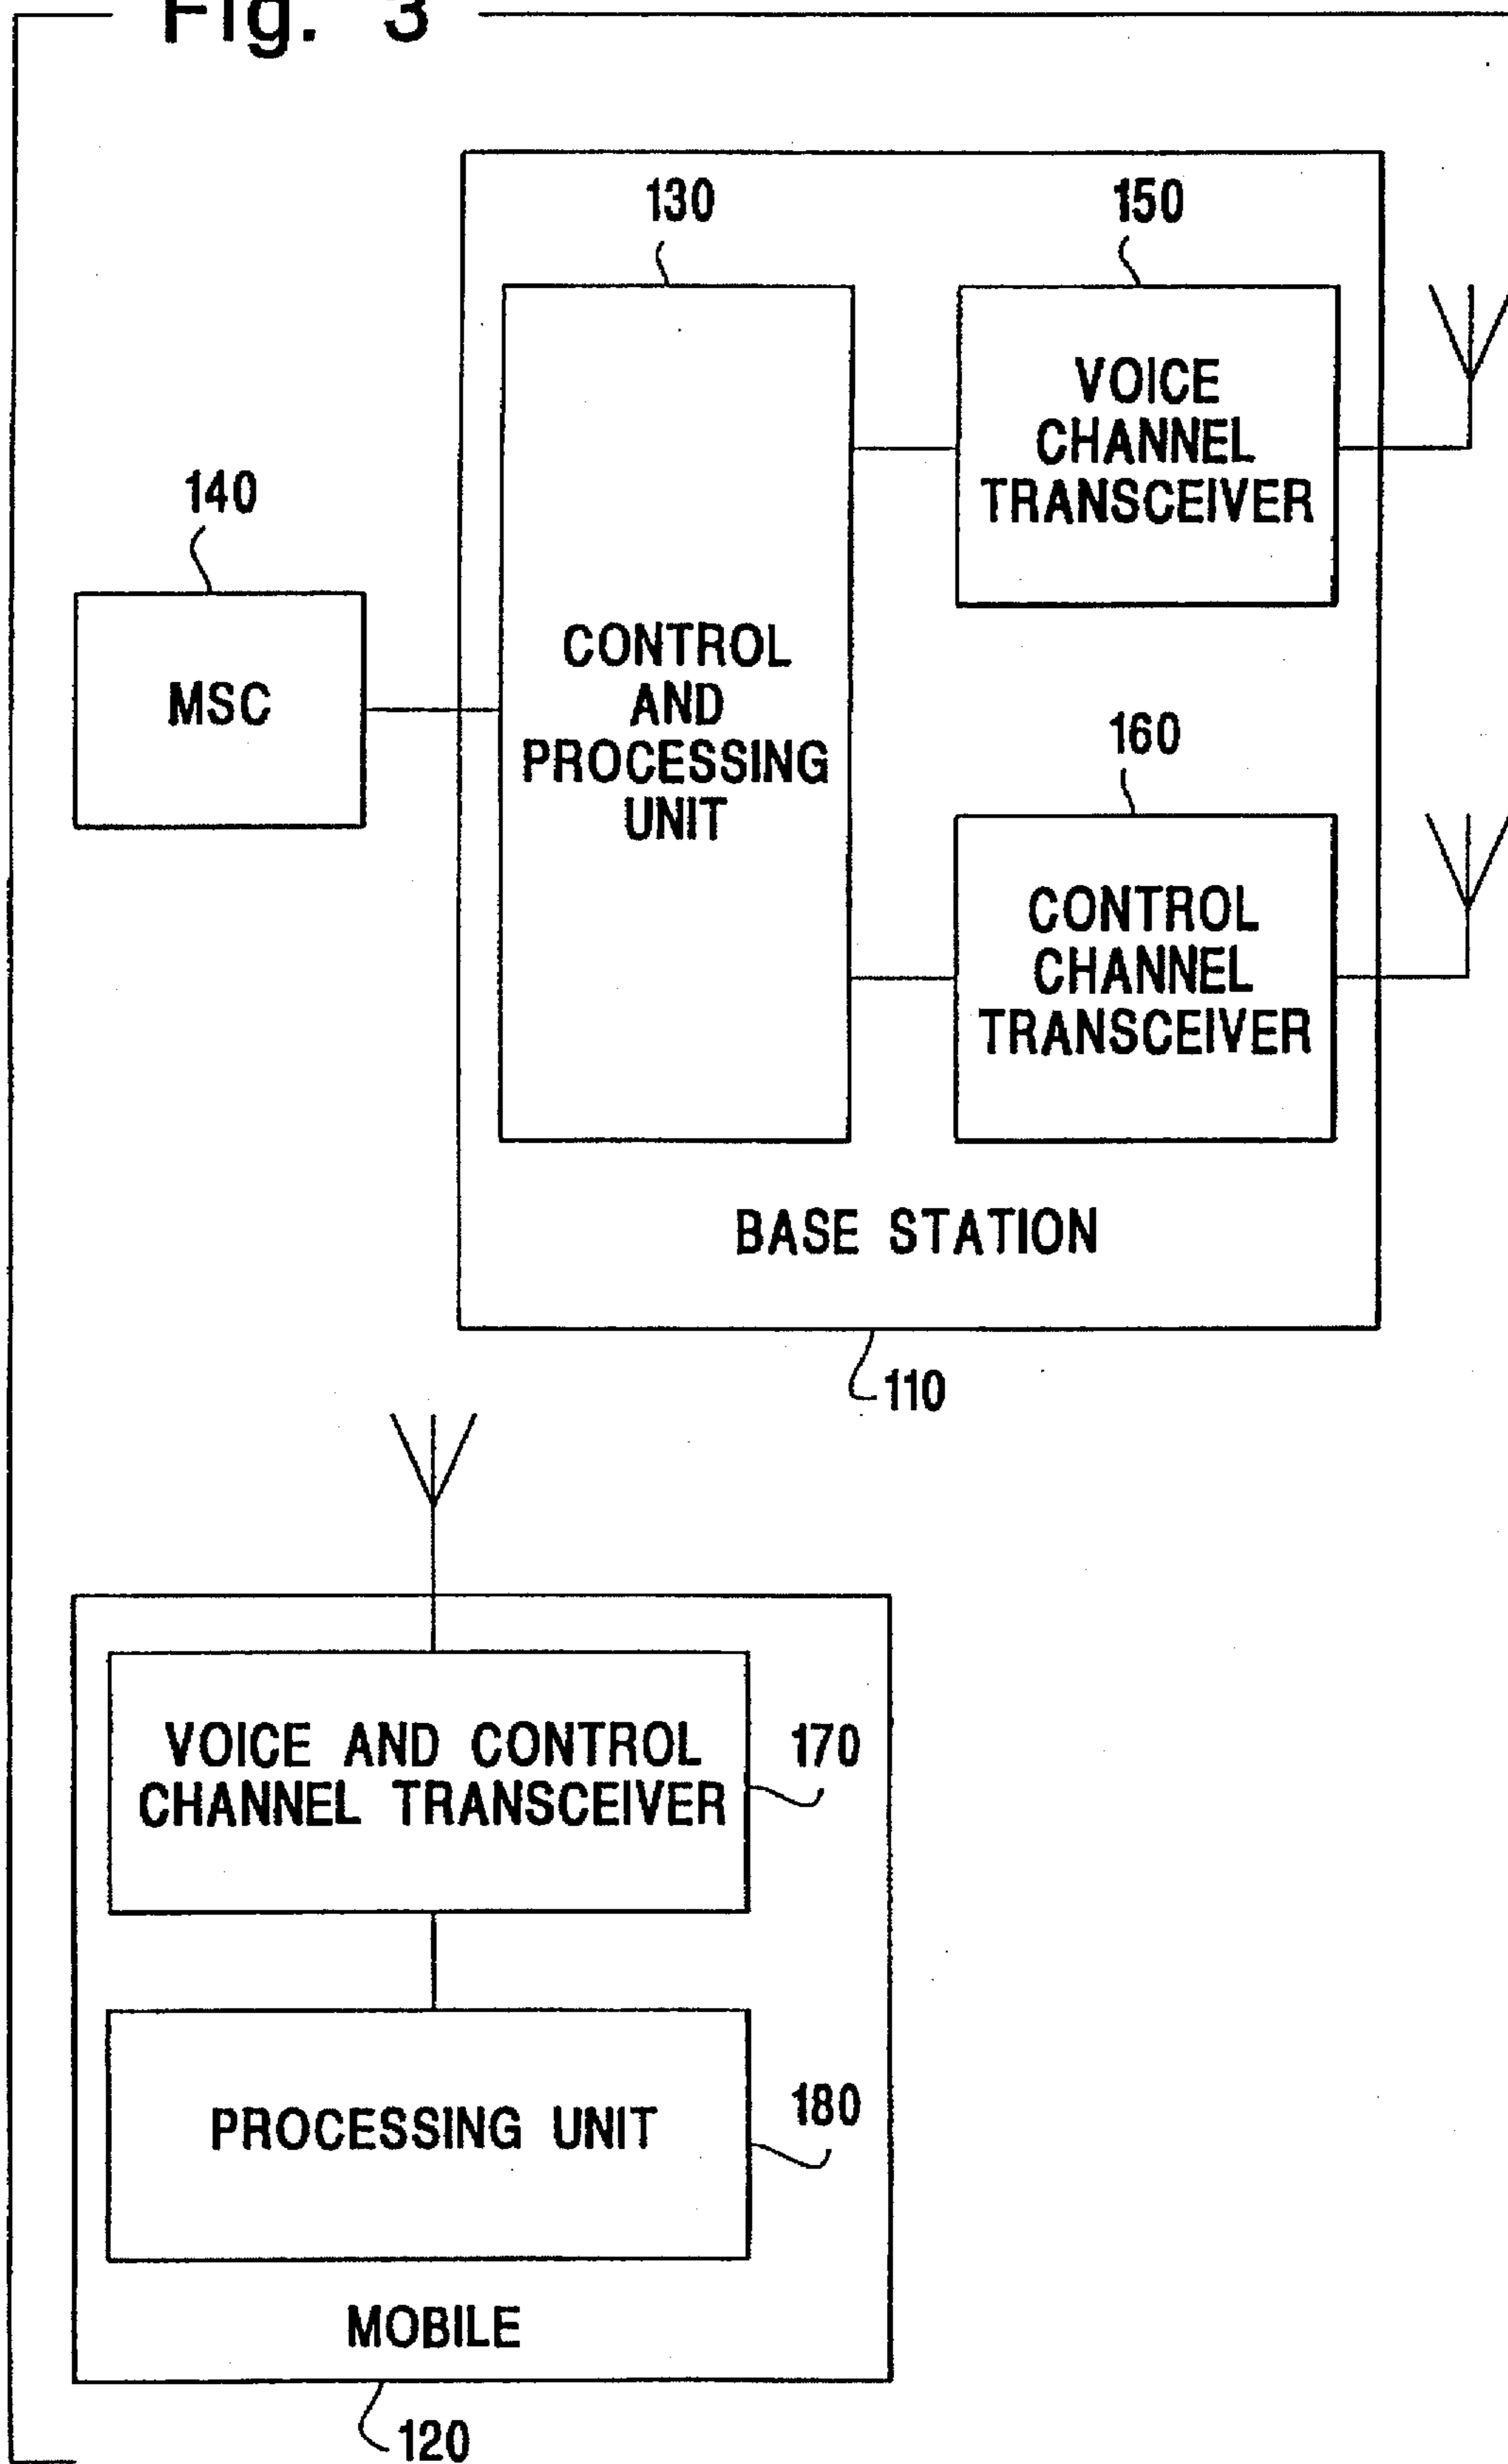 Fig. 3
130
150
VOICE
CHANNEL
TRANSCEIVER
140
MSC
CONTROL
AND
PROCESSING
UNIT
160
CONTROL
CHANNEL
TRANSCEIVER
BASE STATION
110
VOICE AND CONTROL
CHANNEL TRANSCEIVER
170
PROCESSING UNIT
180
MOBILE
120